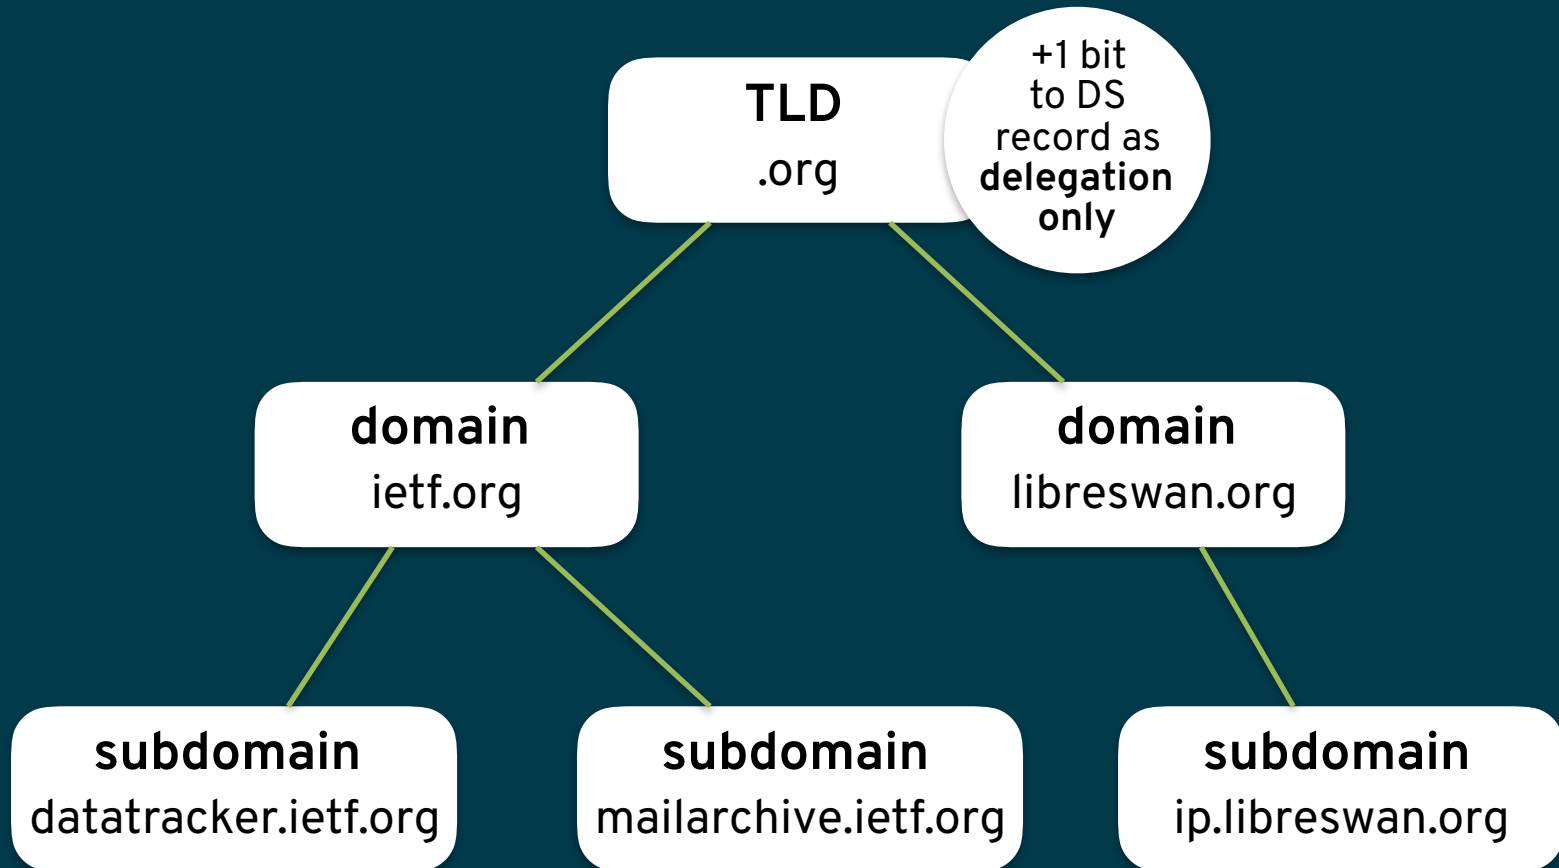 TLD
.org
+1 bit
to DS
record as
delegation
only
domain
ietf.org
domain
libreswan.org
subdomain
datatracker.ietf.org
subdomain
mailarchive.ietf.org
subdomain
ip.libreswan.org